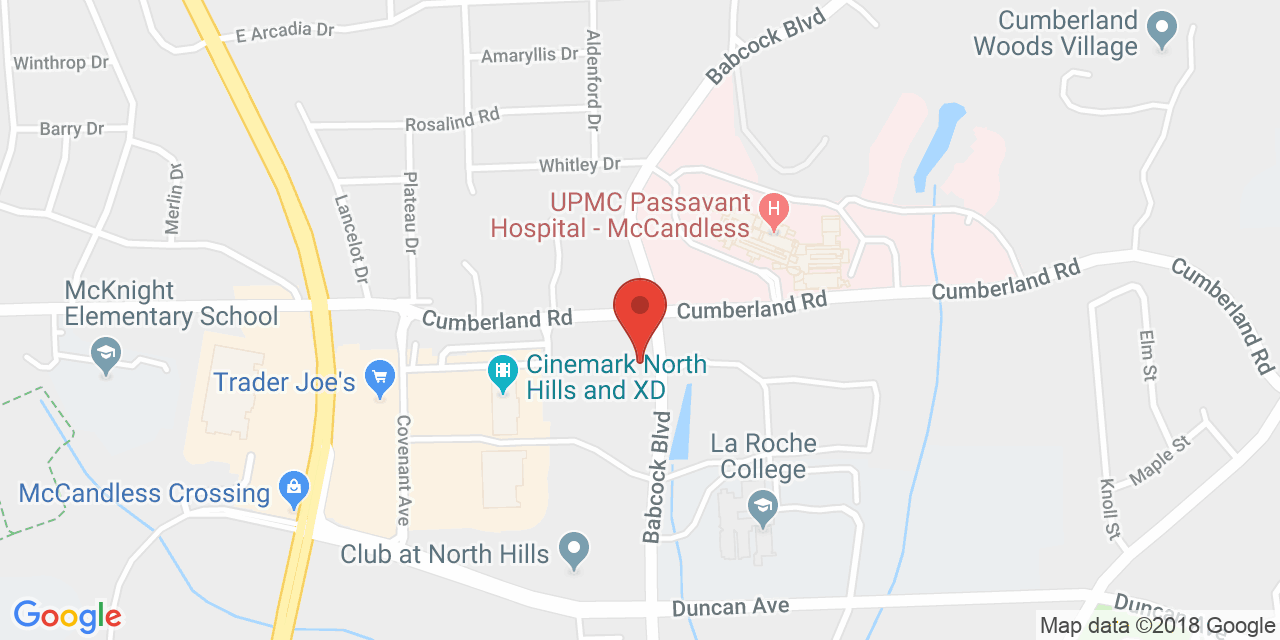 E Arcadia Dr
Winthrop Dr
Amaryllis Dr
Aldenford Dr
Babcock Blvd
Cumberland
Woods Village
Barry Dr
Rosalind Rd
Merlin Dr
Plateau Dr
Whitley Dr
Lancelot Dr
UPMC Passavant
Hospital - McCandless
H
McKnight
Elementary School
Cumberland Rd
Cumberland Rd
Cumberland Rd
Cumberland Rd
Elm St
Trader Joe's
Cinemark North
Hills and XD
Covenant Ave
Babcock Blvd
La Roche
College
Maple St
Knoll St
McCandless Crossing
Club at North Hills
Duncan Ave
Duncan Ave
Google
Map data ©2018 Google